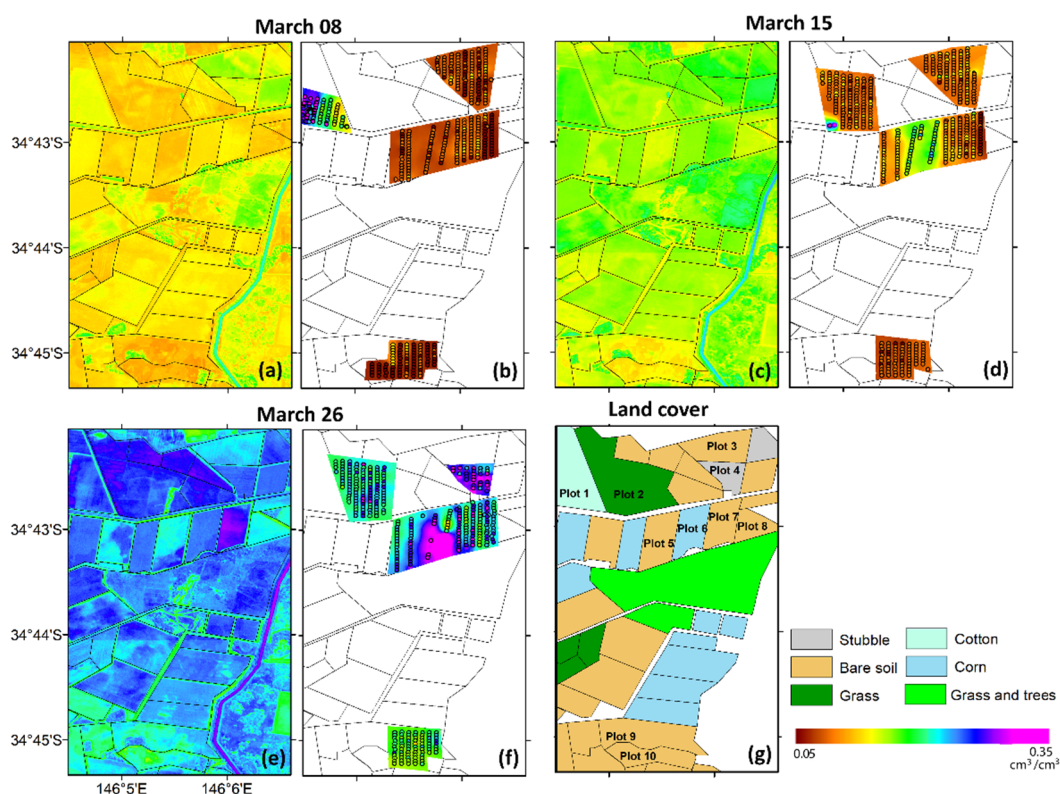 March 08
March 15
34°43'S
34°44'S
34°45'S
(a)
(b)
(c)
(d)
March 26
Land cover
34°43'S
34°44'S
34°45'S
(e)
(f)
(g)
146°5'E
146°6'E
Plot 3
Plot 4
Plot 1
Plot 2
Plot 7
Plot 6
Plot 8
Plot 5
Plot 9
Plot 10
Stubble
Cotton
Bare soil
Corn
Grass
Grass and trees
0.05
0.35
cm³/cm³